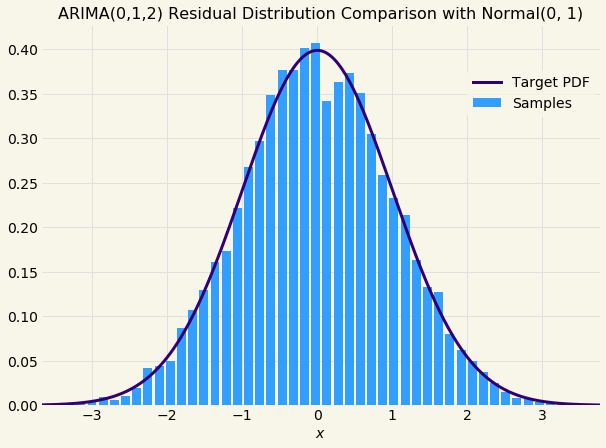 ARIMA(0,1,2) Residual Distribution Comparison with Normal(0, 1)
0.40
0.35
0.30
0.25
0.20
0.15
0.10
0.05
0.00
Target PDF
Samples
−3 −2 −1 0 1 2 3
x